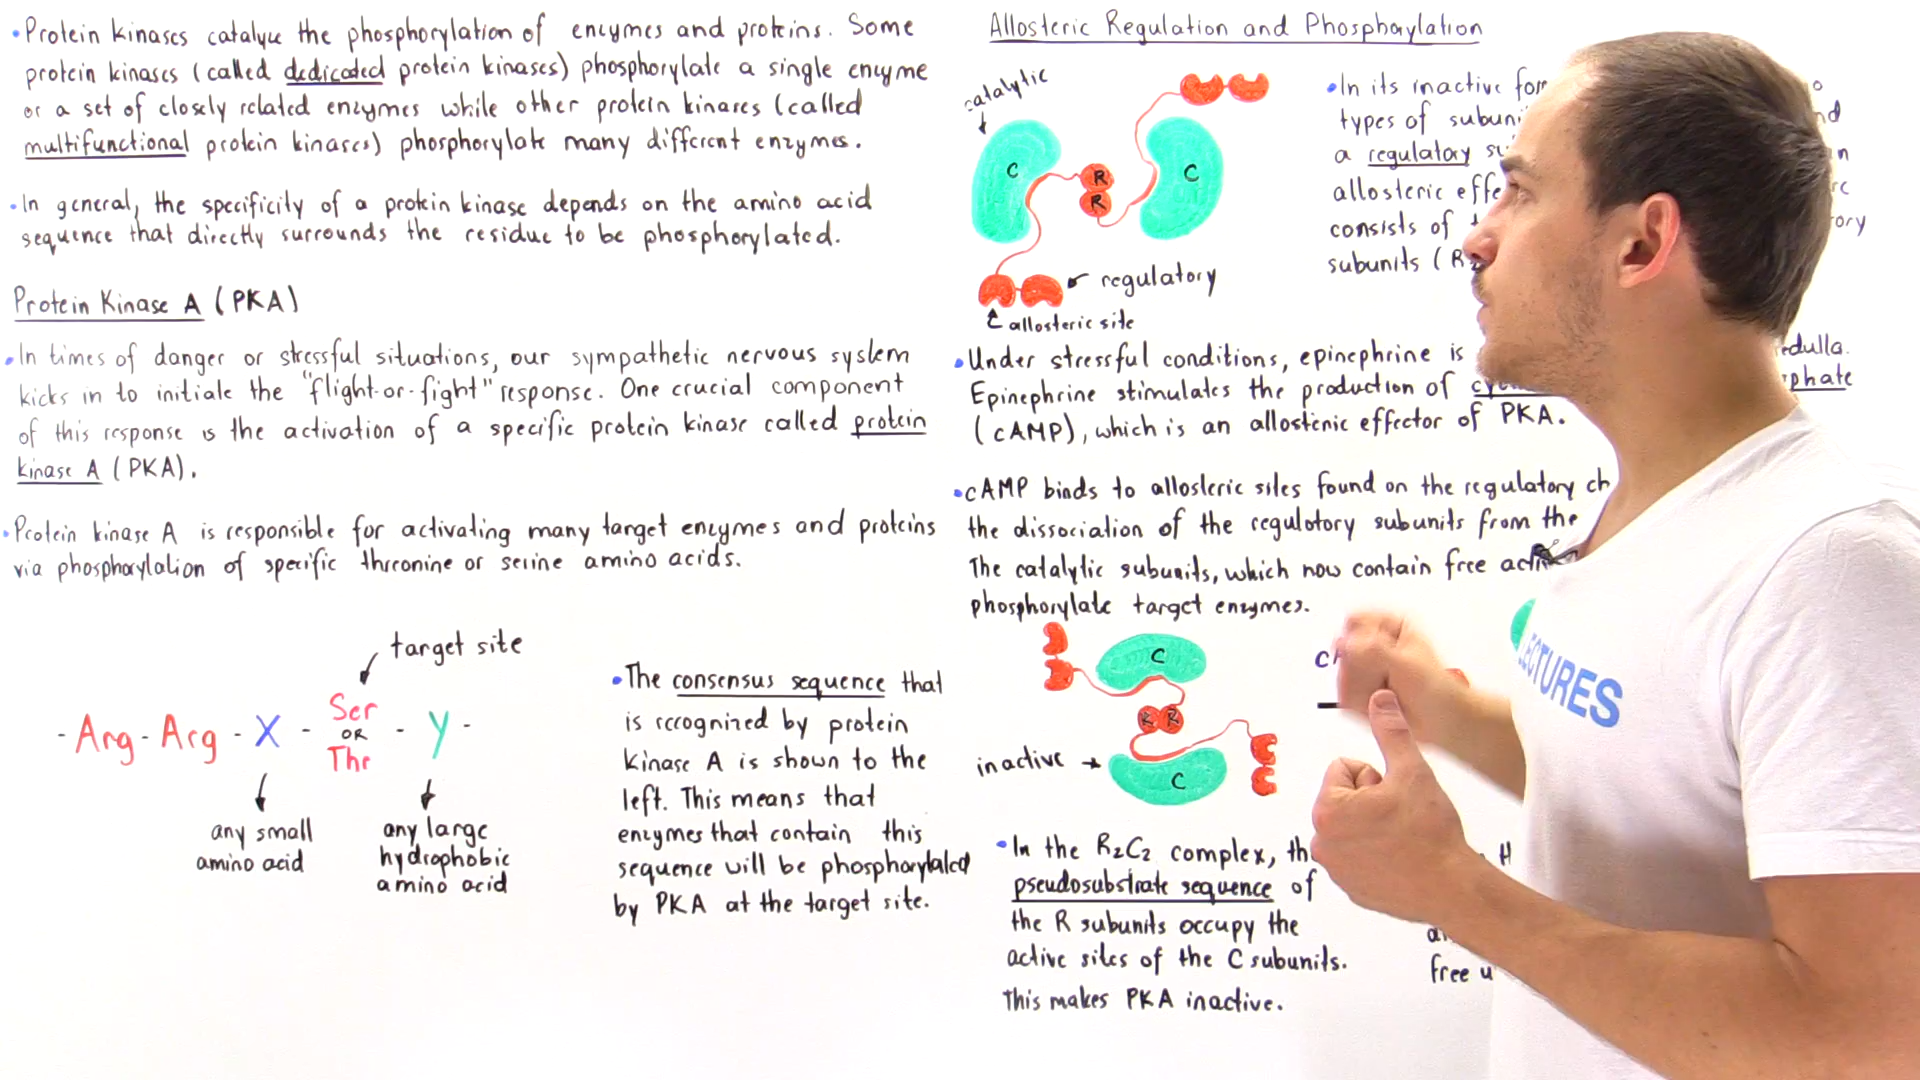 •Protein kinases catalyze the phosphorylation of enzymes and proteins. Some
protein kinases (called dedicated protein kinases) phosphorylate a single enzyme
or a set of closely related enzymes while other protein kinases (called
multifunctional protein kinases) phosphorylate many different enzymes.
•In general, the specificity of a protein kinase depends on the amino acid
sequence that directly surrounds the residue to be phosphorylated.
Protein Kinase A (PKA)
•In times of danger or stressful situations, our sympathetic nervous system
kicks in to initiate the "flight-or-fight" response. One crucial component
of this response is the activation of a specific protein kinase called protein
kinase A (PKA).
•Protein kinase A is responsible for activating many target enzymes and proteins
via phosphorylation of specific threonine or serine amino acids.
target site
-Arg-Arg-X-Ser OR Thr-Y-
any small
amino acid
any large
hydrophobic
amino acid
•The consensus sequence that
is recognized by protein
kinase A is shown to the
left. This means that
enzymes that contain this
sequence will be phosphorylated
by PKA at the target site.
Allosteric Regulation and Phosphorylation
catalytic
C
R
R
C
regulatory
allosteric site
•In its inactive
types of
a regulatory
allosteric
consists of
subunits
•Under stressful conditions, epinephrine is
Epinephrine stimulates the production of
(cAMP), which is an allosteric effector of PKA.
•cAMP binds to allosteric sites found on the regulatory
the dissociation of the regulatory subunits from the
The catalytic subunits, which now contain free
phosphorylate target enzymes.
C
R R
C
inactive
•In the R2C2 complex,
pseudosubstrate sequence of
the R subunits occupy the
active sites of the C subunits.
This makes PKA inactive.
free
LECTURES